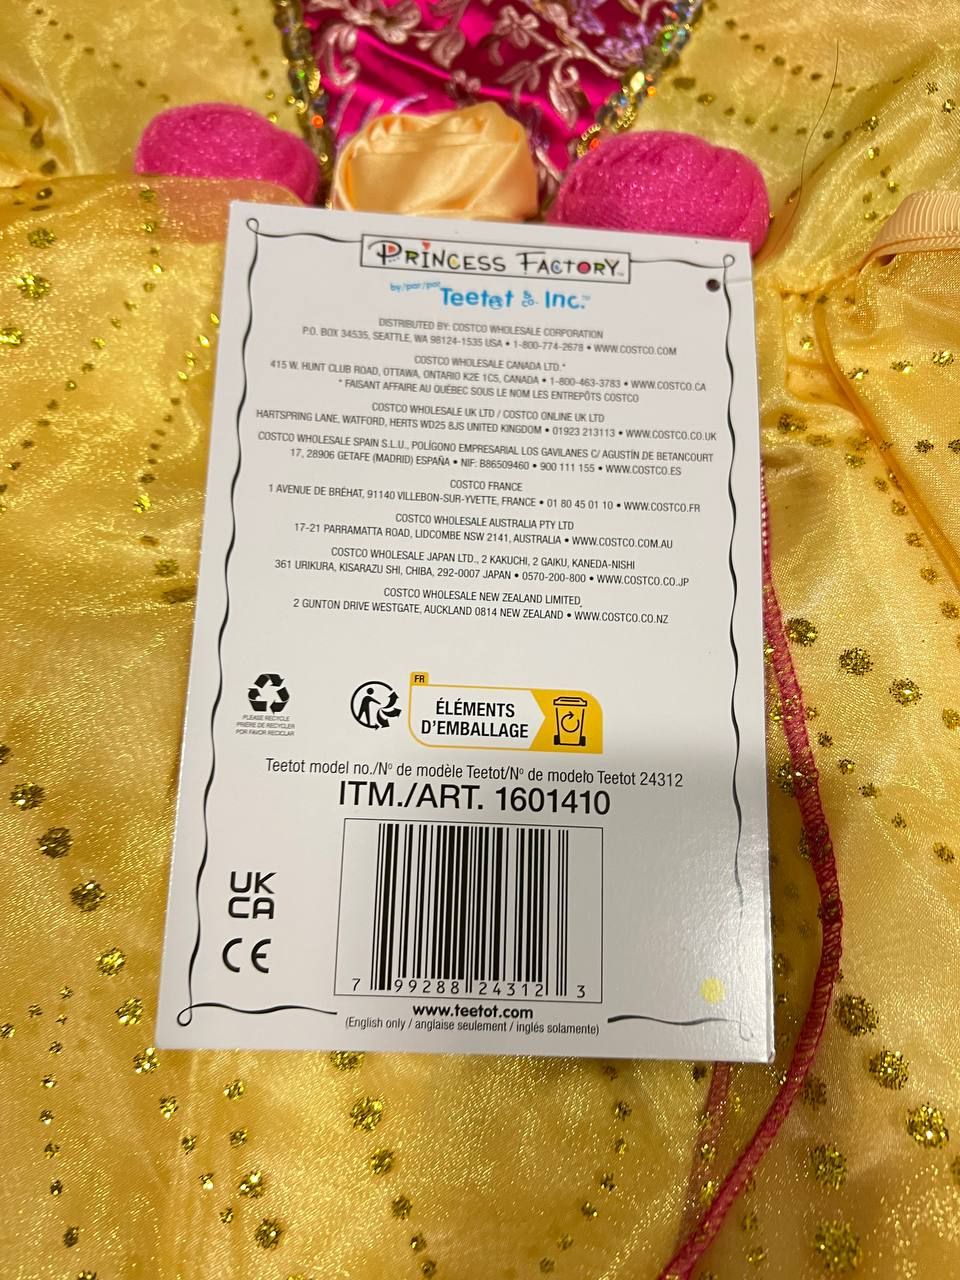 PRINCESS FACTORY™
by/par/por Teetot & CO. Inc.™
DISTRIBUTED BY: COSTCO WHOLESALE CORPORATION
P.O. BOX 34535, SEATTLE, WA 98124-1535 USA • 1-800-774-2678 • WWW.COSTCO.COM
COSTCO WHOLESALE CANADA LTD.*
415 W. HUNT CLUB ROAD, OTTAWA, ONTARIO K2E 1C5, CANADA • 1-800-463-3783 • WWW.COSTCO.CA
* FAISANT AFFAIRE AU QUÉBEC SOUS LE NOM LES ENTREPÔTS COSTCO
COSTCO WHOLESALE UK LTD / COSTCO ONLINE UK LTD
HARTSPRING LANE, WATFORD, HERTS WD25 8JS UNITED KINGDOM • 01923 213113 • WWW.COSTCO.CO.UK
COSTCO WHOLESALE SPAIN S.L.U., POLÍGONO EMPRESARIAL LOS GAVILANES C/ AGUSTÍN DE BETANCOURT
17, 28906 GETAFE (MADRID) ESPAÑA • NIF: B86509460 • 900 111 155 • WWW.COSTCO.ES
COSTCO FRANCE
1 AVENUE DE BRÉHAT, 91140 VILLEBON-SUR-YVETTE, FRANCE • 01 80 45 01 10 • WWW.COSTCO.FR
COSTCO WHOLESALE AUSTRALIA PTY LTD
17-21 PARRAMATTA ROAD, LIDCOMBE NSW 2141, AUSTRALIA • WWW.COSTCO.COM.AU
COSTCO WHOLESALE JAPAN LTD., 2 KAKUCHI, 2 GAIKU, KANEDA-NISHI
361 URIKURA, KISARAZU SHI, CHIBA, 292-0007 JAPAN • 0570-200-800 • WWW.COSTCO.CO.JP
COSTCO WHOLESALE NEW ZEALAND LIMITED,
2 GUNTON DRIVE WESTGATE, AUCKLAND 0814 NEW ZEALAND • WWW.COSTCO.CO.NZ
PLEASE RECYCLE
PRIÈRE DE RECYCLER
POR FAVOR RECICLAR
FR
ÉLÉMENTS
D'EMBALLAGE
Teetot model no./Nº de modèle Teetot/Nº de modelo Teetot 24312
ITM./ART. 1601410
UK
CA
CE
7 99288 24312 3
www.teetot.com
(English only / anglaise seulement / inglés solamente)